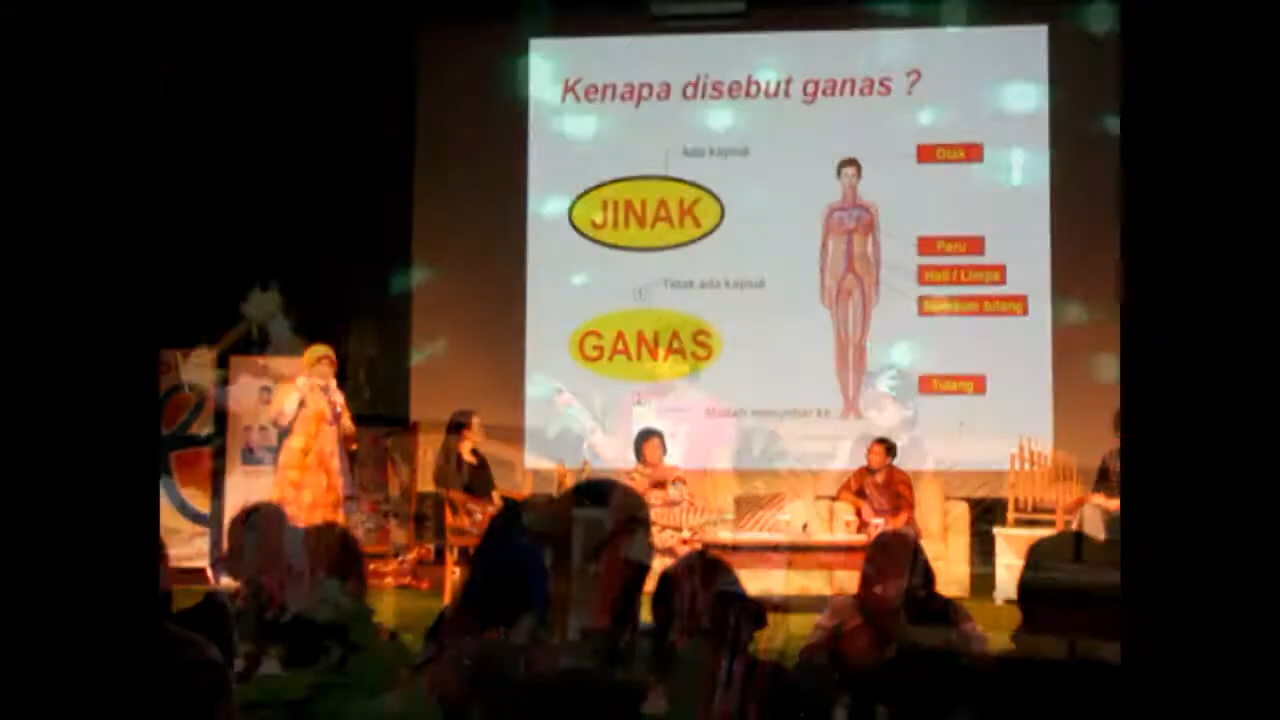 Kenapa disebut ganas ?
Ada kapsul
JINAK
Otak
Paru
Tidak ada kapsul
Hati / Limpa
Sumsum tulang
GANAS
Tulang
Mudah menyebar ke